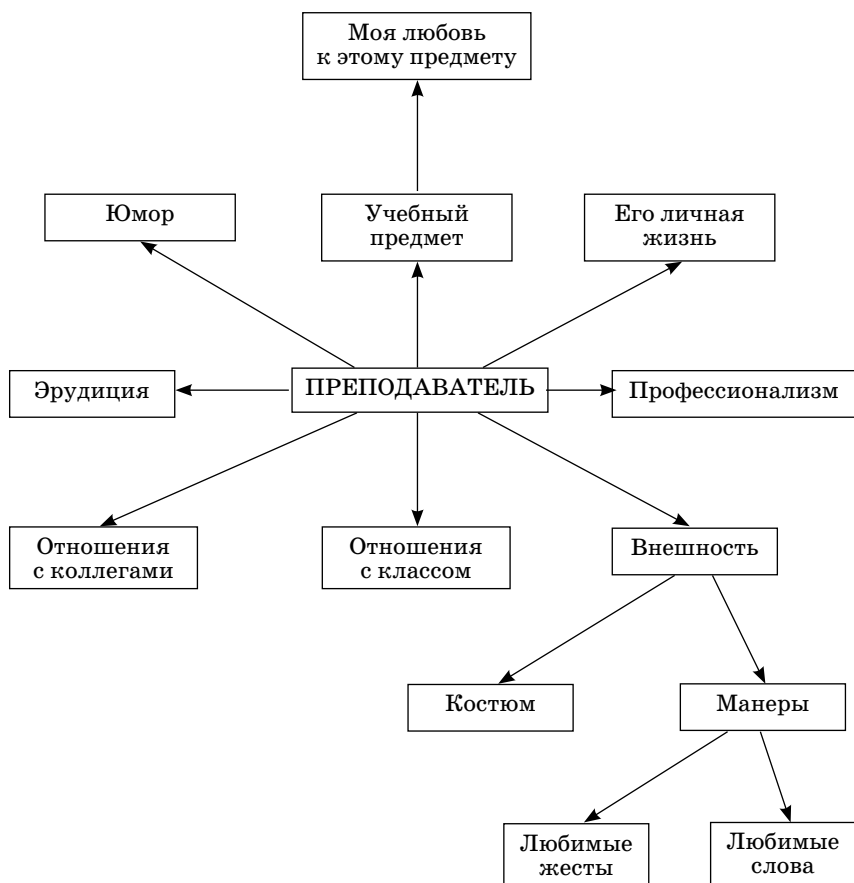 Моя любовь
к этому предмету
Юмор
Учебный
предмет
Его личная
жизнь
Эрудиция
ПРЕПОДАВАТЕЛЬ
Профессионализм
Отношения
с коллегами
Отношения
с классом
Внешность
Костюм
Манеры
Любимые
жесты
Любимые
слова